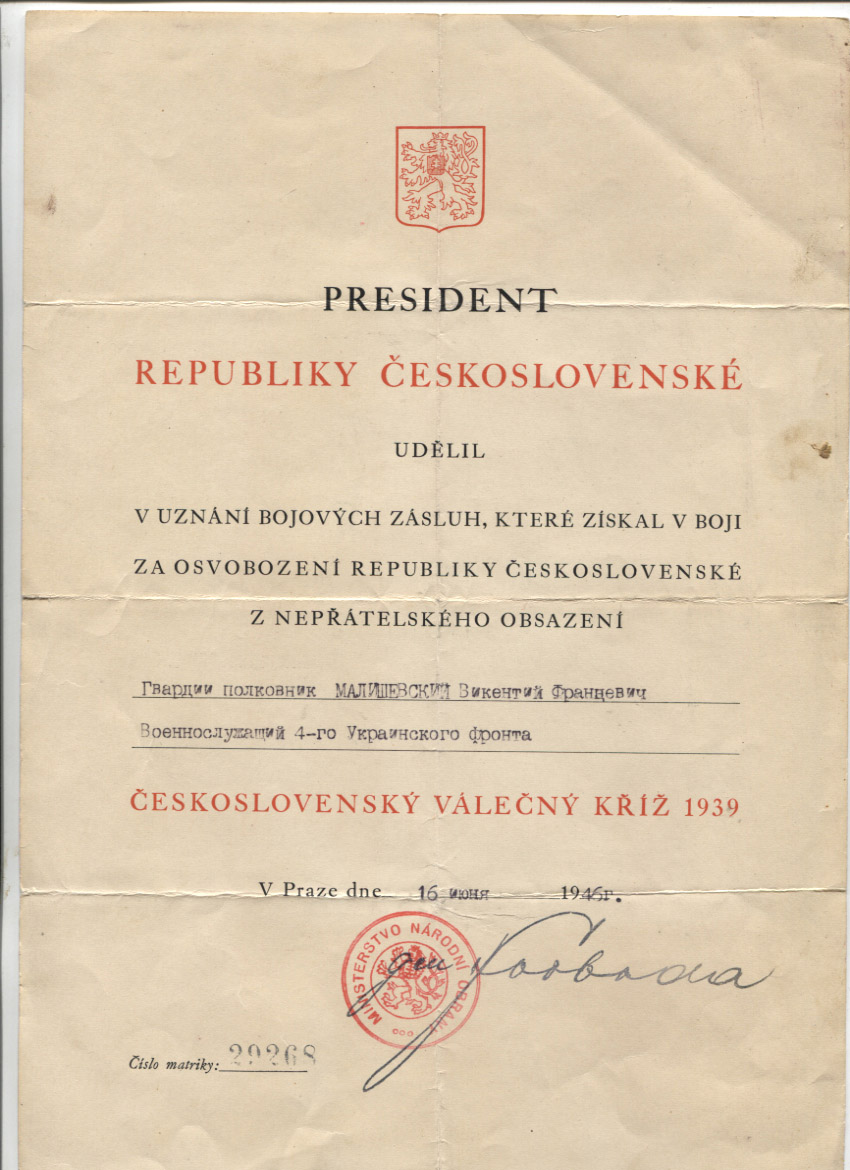 PRESIDENT
REPUBLIKY ČESKOSLOVENSKÉ
UDĚLIL
V UZNÁNÍ BOJOVÝCH ZÁSLUH, KTERÉ ZÍSKAL V BOJI
ZA OSVOBOZENÍ REPUBLIKY ČESKOSLOVENSKÉ
Z NEPŘÁTELSKÉHO OBSAZENÍ
Гвардии полковник МАЛИШЕВСКИЙ Викентий Францевич
Военнослужащий 4-го Украинского фронта
ČESKOSLOVENSKÝ VÁLEČNÝ KŘÍŽ 1939
V Praze dne 16 июня 1946г.
MINISTERSTVO NÁRODNÍ OBRANY
gen Svoboda
Číslo matriky: 29268